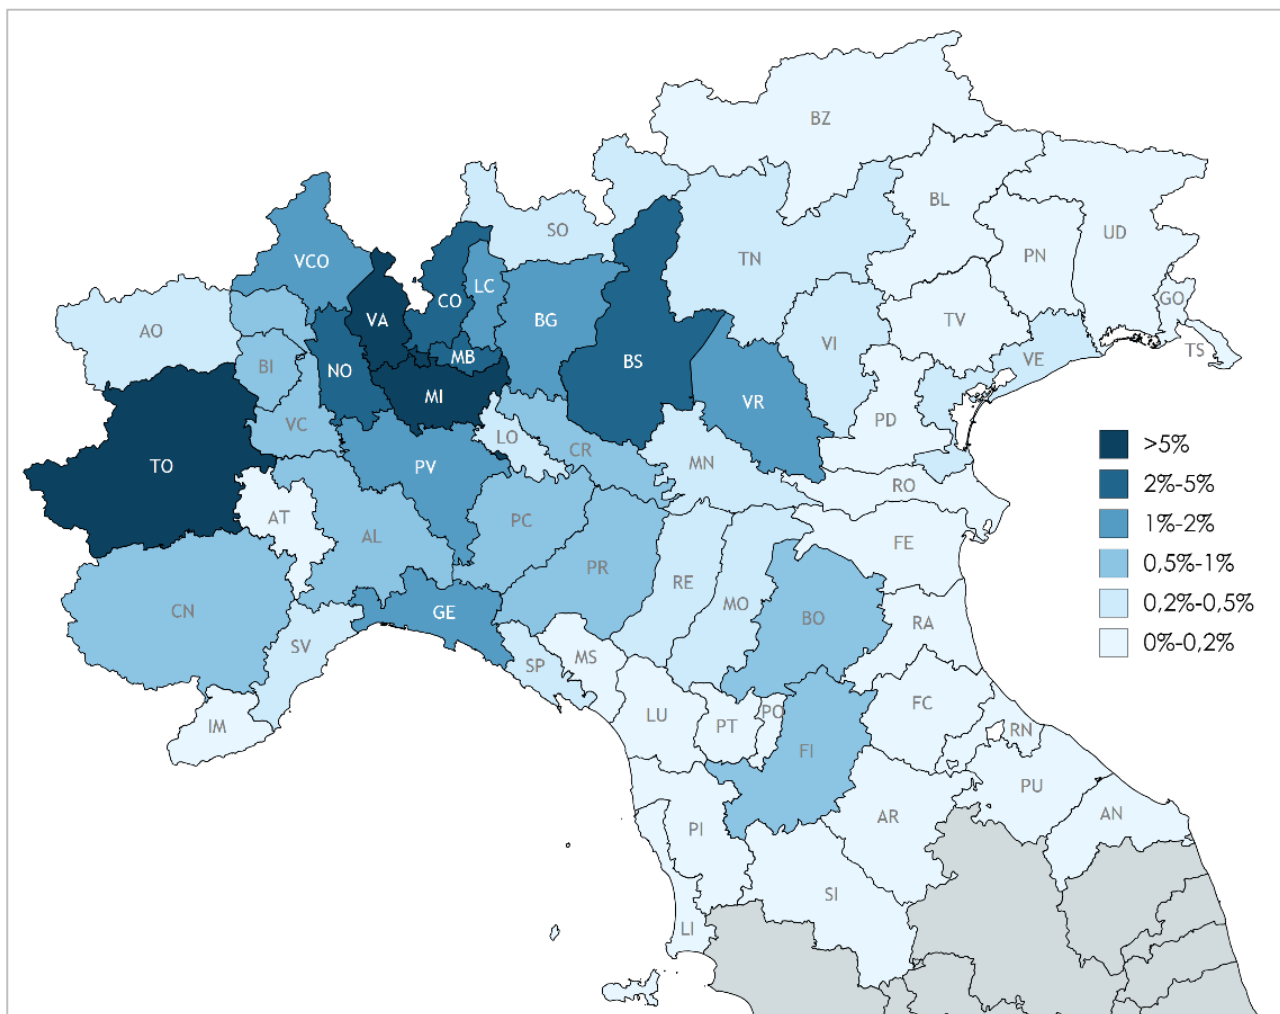 BZ
BL
UD
PN
SO
TN
VCO
LC
GO
CO
VA
BG
TV
AO
MB
VI
TS
VE
BI
NO
BS
MI
VR
VC
PD
LO
CR
TO
PV
MN
RO
AT
PC
AL
FE
PR
RE
MO
CN
GE
BO
RA
SV
SP
MS
FC
IM
LU
PT
PO
RN
FI
PU
AR
AN
PI
SI
LI
>5%
2%-5%
1%-2%
0,5%-1%
0,2%-0,5%
0%-0,2%